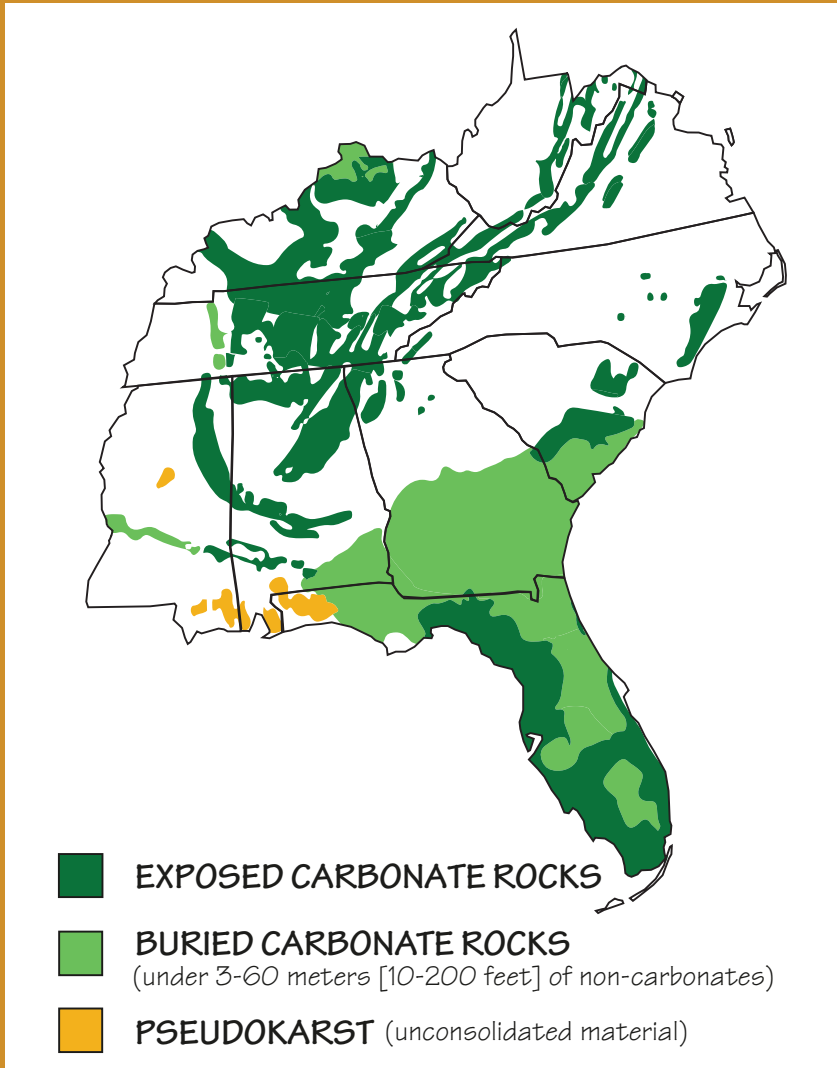 EXPOSED CARBONATE ROCKS
BURIED CARBONATE ROCKS
(under 3-60 meters [10-200 feet] of non-carbonates)
PSEUDOKARST (unconsolidated material)